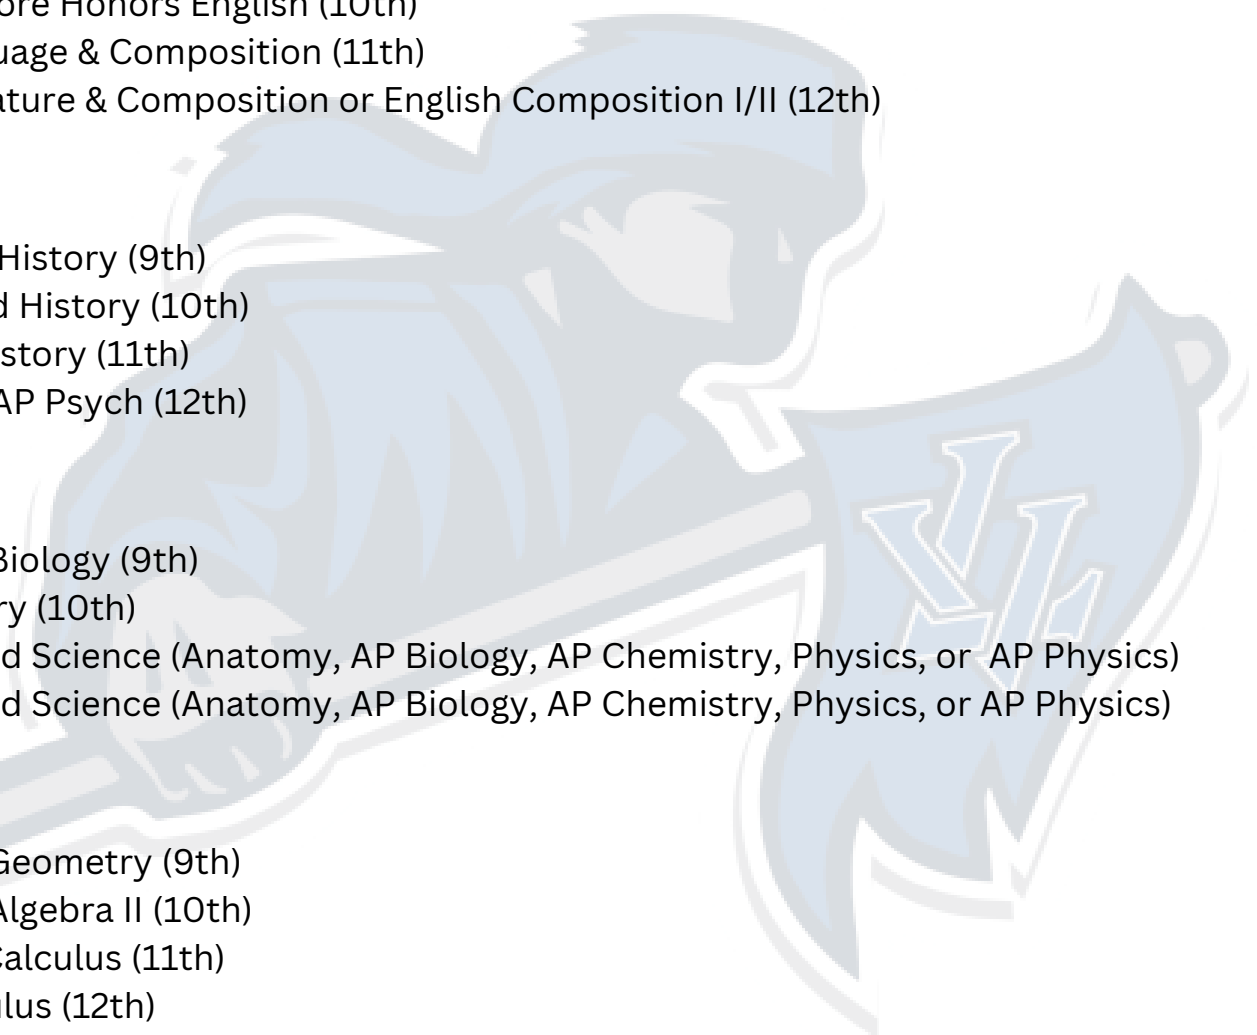 ore Honors English (10th)
uage & Composition (11th)
ature & Composition or English Composition I/II (12th)
History (9th)
d History (10th)
story (11th)
AP Psych (12th)
Biology (9th)
ry (10th)
d Science (Anatomy, AP Biology, AP Chemistry, Physics, or  AP Physics)
d Science (Anatomy, AP Biology, AP Chemistry, Physics, or AP Physics)
Geometry (9th)
Algebra II (10th)
Calculus (11th)
ulus (12th)